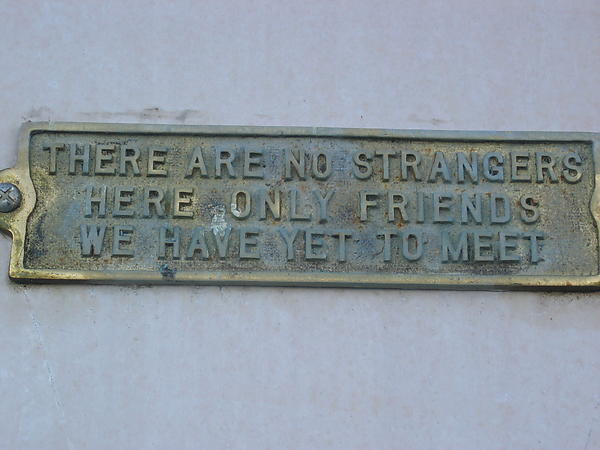 THERE ARE NO STRANGERS
HERE ONLY FRIENDS
WE HAVE YET TO MEET